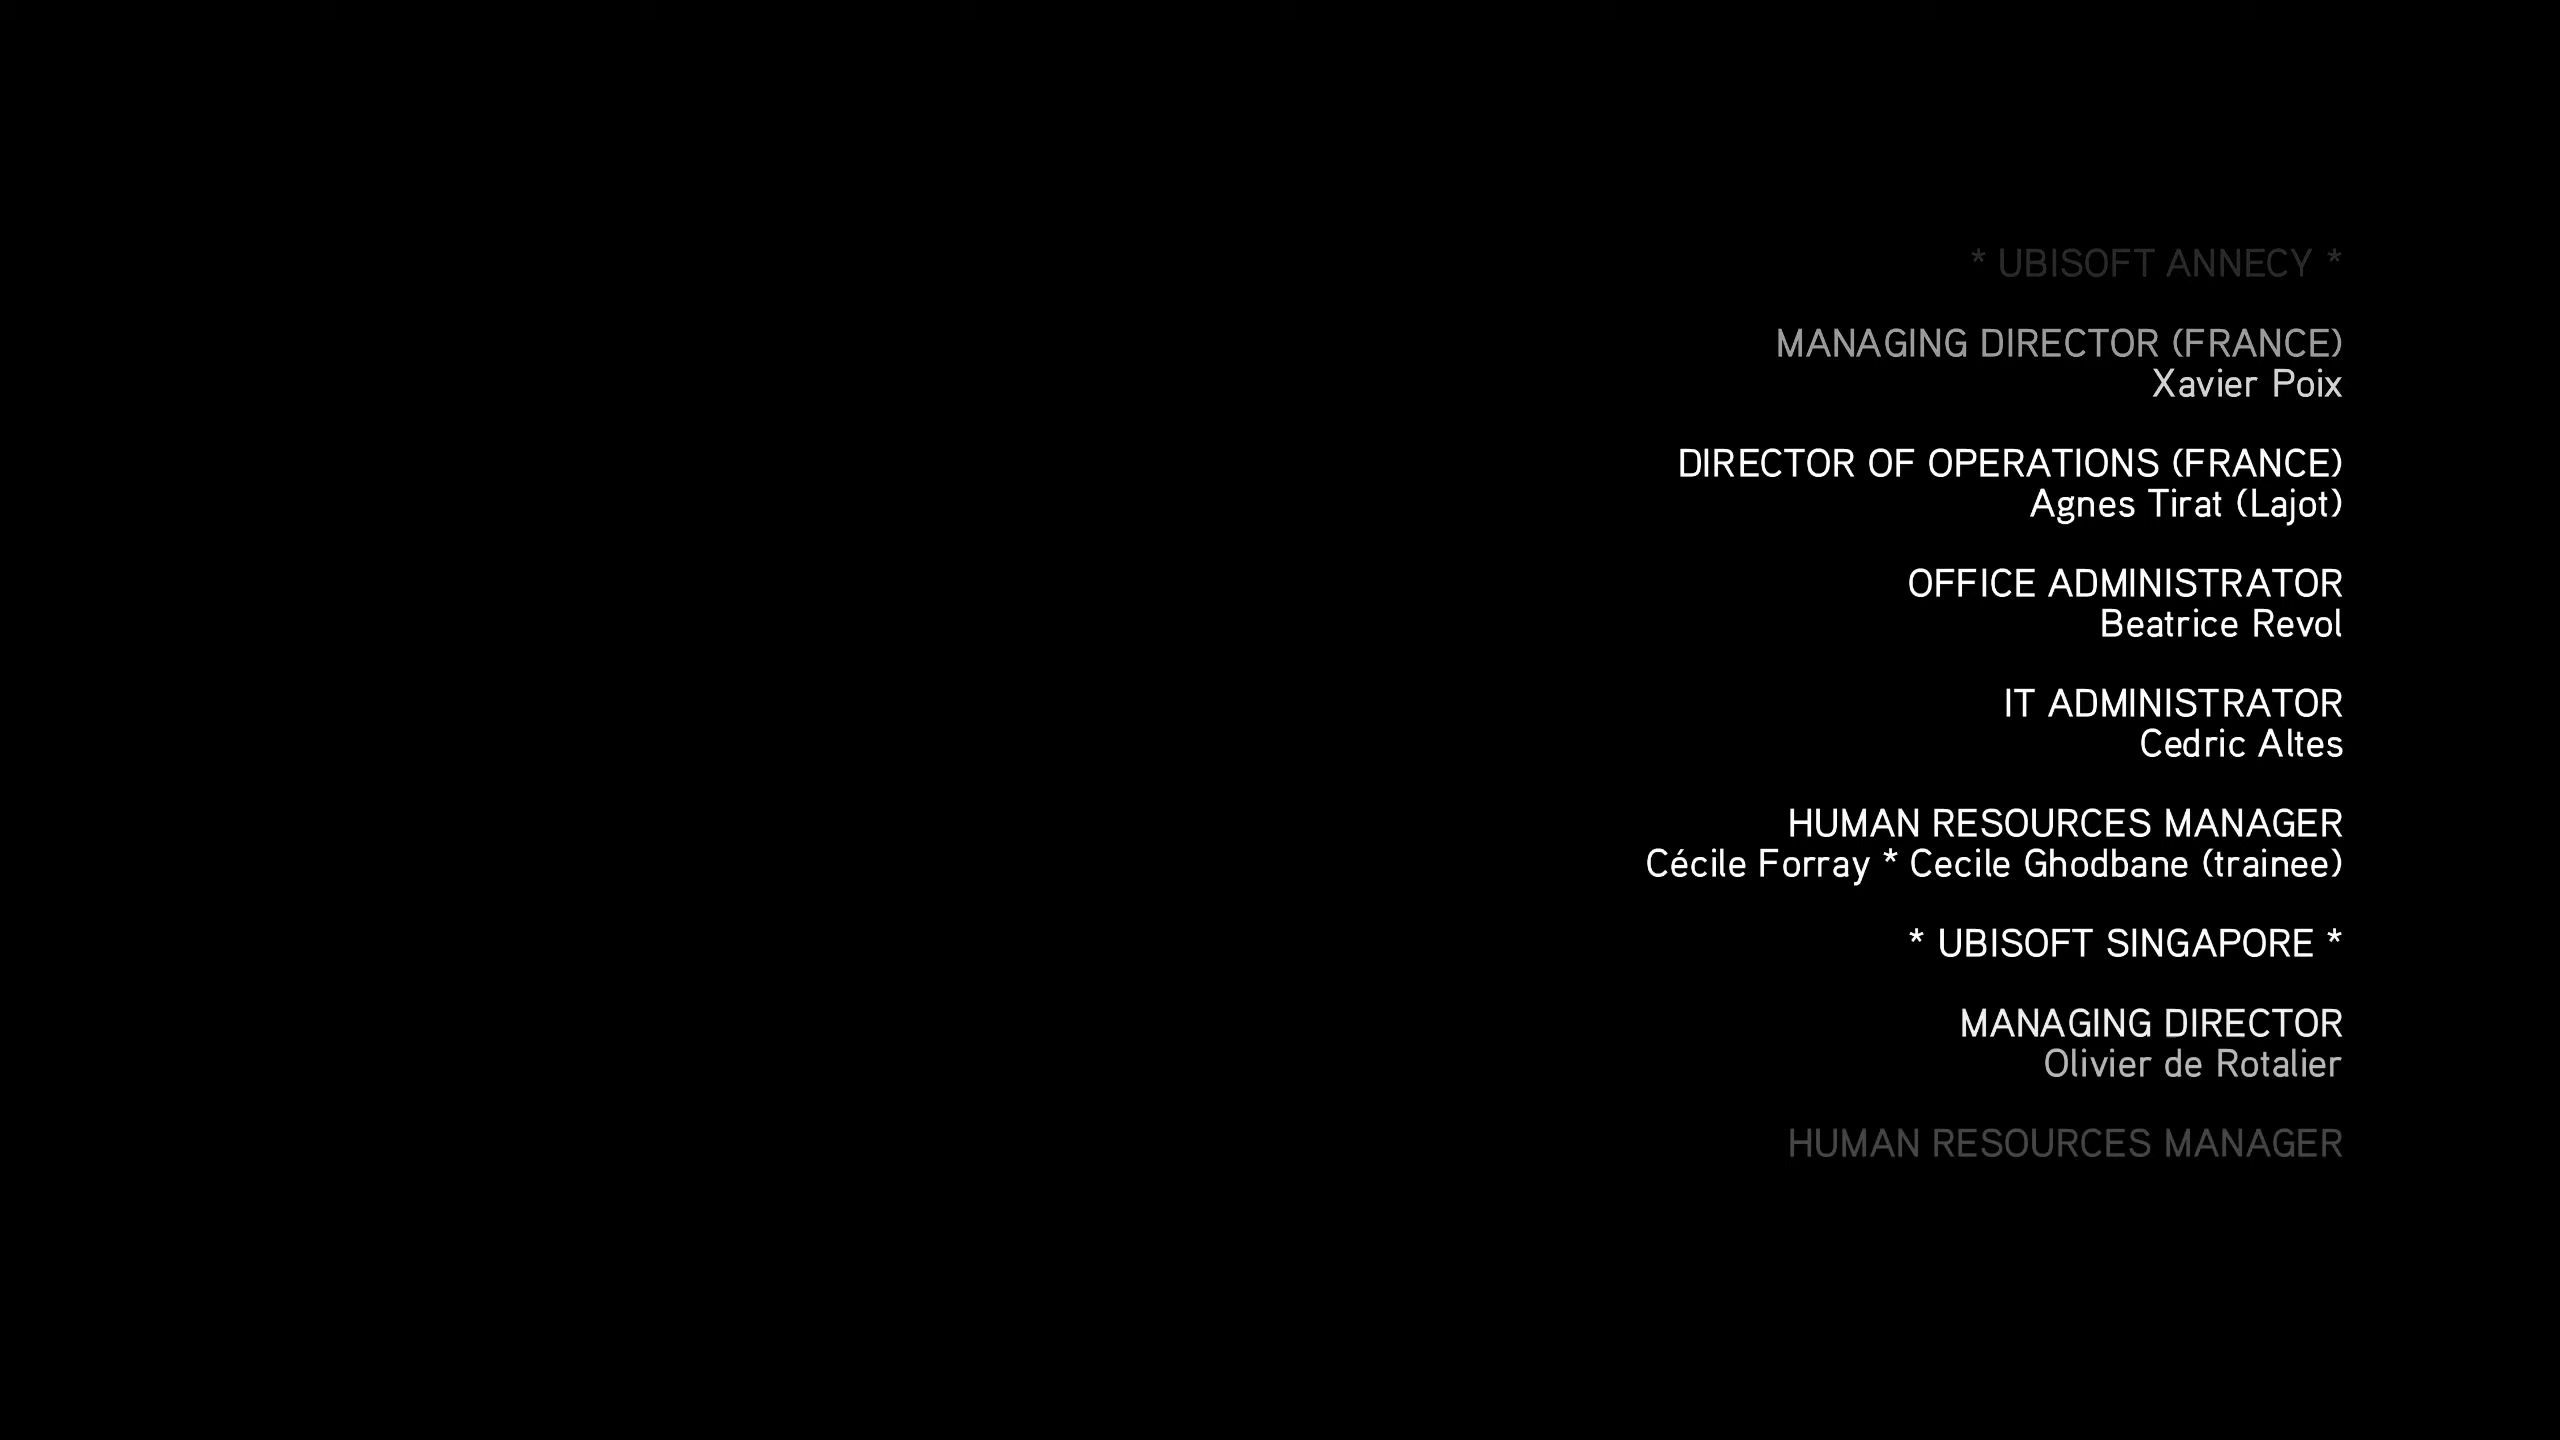 * UBISOFT ANNECY *
MANAGING DIRECTOR (FRANCE)
Xavier Poix
DIRECTOR OF OPERATIONS (FRANCE)
Agnes Tirat (Lajot)
OFFICE ADMINISTRATOR
Beatrice Revol
IT ADMINISTRATOR
Cedric Altes
HUMAN RESOURCES MANAGER
Cécile Forray * Cecile Ghodbane (trainee)
* UBISOFT SINGAPORE *
MANAGING DIRECTOR
Olivier de Rotalier
HUMAN RESOURCES MANAGER